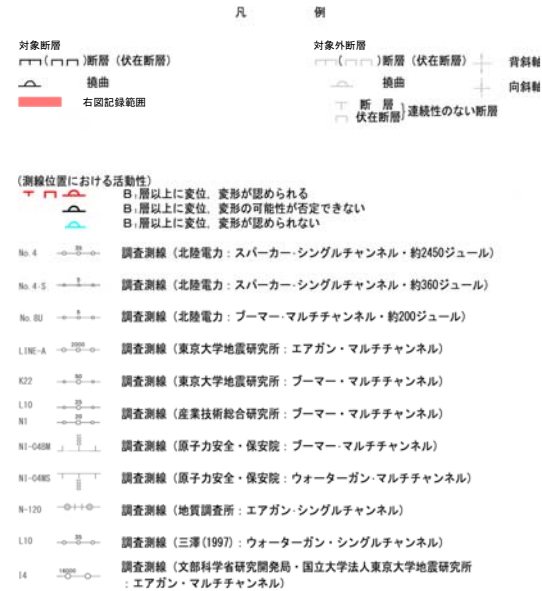 凡 例
対象断層
( )断層（伏在断層）
撓曲
右図記録範囲
対象外断層
( )断層（伏在断層）
撓曲
断 層
伏在断層
}連続性のない断層
背斜軸
向斜軸
(測線位置における活動性)
B₁層以上に変位，変形が認められる
B₁層以上に変位，変形の可能性が否定できない
B₁層以上に変位，変形が認められない
No.4 調査測線（北陸電力：スパーカー・シングルチャンネル・約2450ジュール）
No.4-S 調査測線（北陸電力：スパーカー・シングルチャンネル・約360ジュール）
No.8U 調査測線（北陸電力：ブーマー・マルチチャンネル・約200ジュール）
LINE-A 2000 調査測線（東京大学地震研究所：エアガン・マルチチャンネル）
K22 50 調査測線（東京大学地震研究所：ブーマー・マルチチャンネル）
L10 25
N1 20 調査測線（産業技術総合研究所：ブーマー・マルチチャンネル）
NI-04BM 調査測線（原子力安全・保安院：ブーマー・マルチチャンネル）
NI-04WS 調査測線（原子力安全・保安院：ウォーターガン・マルチチャンネル）
N-120 調査測線（地質調査所：エアガン・シングルチャンネル）
L10 調査測線（三澤(1997)：ウォーターガン・シングルチャンネル）
I4 16000 調査測線（文部科学省研究開発局・国立大学法人東京大学地震研究所
：エアガン・マルチチャンネル）